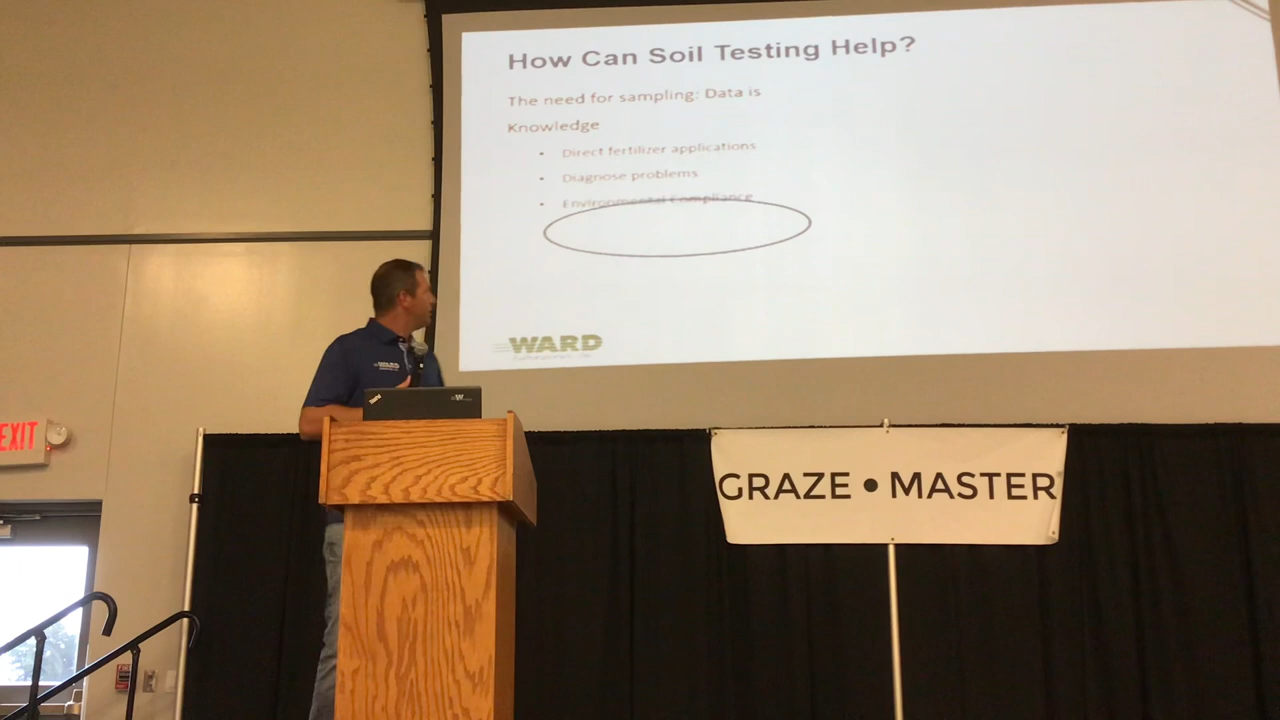 How Can Soil Testing Help?
The need for sampling: Data is
Knowledge
• Direct fertilizer applications
• Diagnose problems
• Environmental Compliance
WARD
WARD
EXIT
GRAZE • MASTER